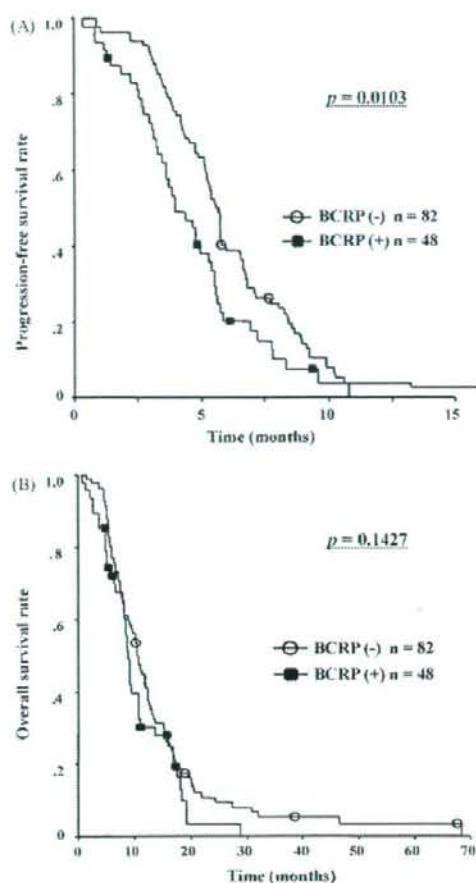 (A)
1.0
.8
.6
.4
.2
0
Progression-free survival rate
p = 0.0103
BCRP (-) n = 82
BCRP (+) n = 48
5
10
15
Time (months)
(B)
1.0
.8
.6
.4
.2
0
Overall survival rate
p = 0.1427
BCRP (-) n = 82
BCRP (+) n = 48
0
10
20
30
40
50
60
70
Time (months)